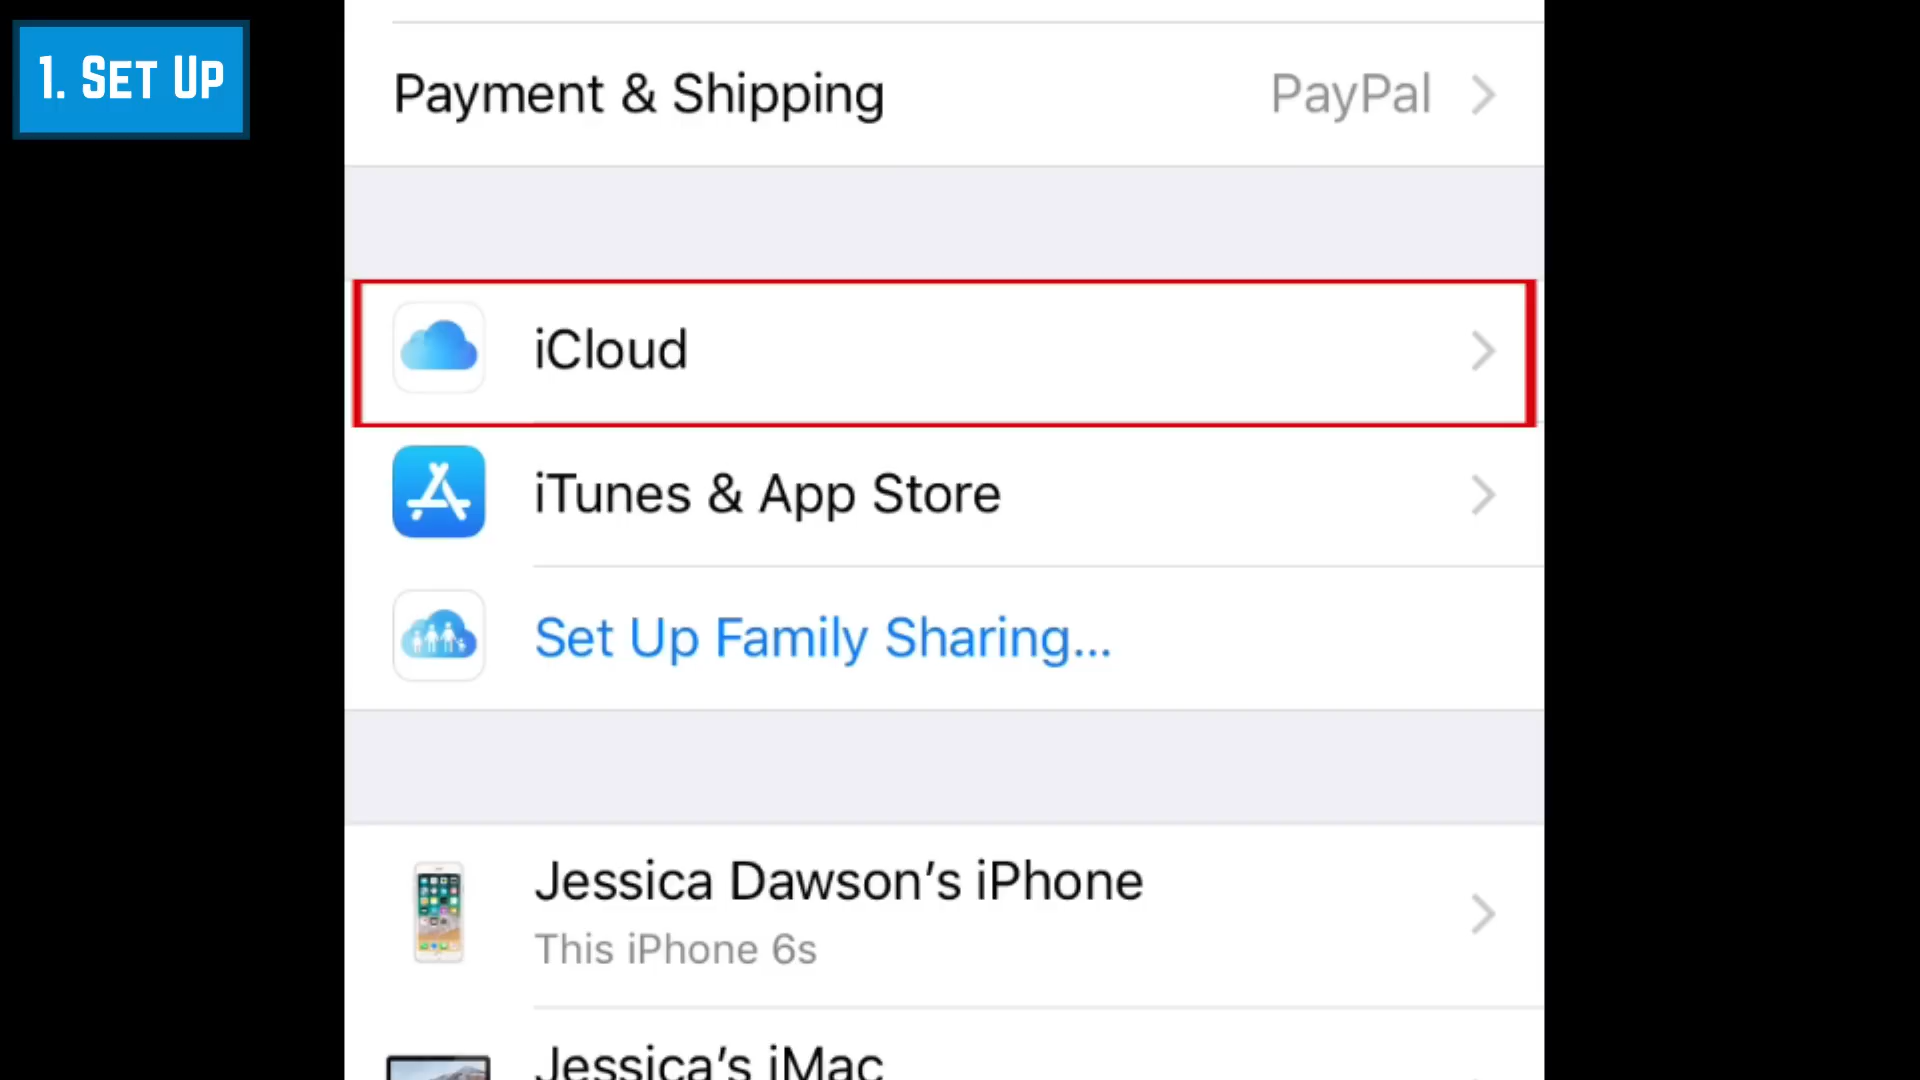 1. Set Up
Payment & Shipping
PayPal
iCloud
iTunes & App Store
Set Up Family Sharing...
Jessica Dawson's iPhone
This iPhone 6s
Jessica's iMac